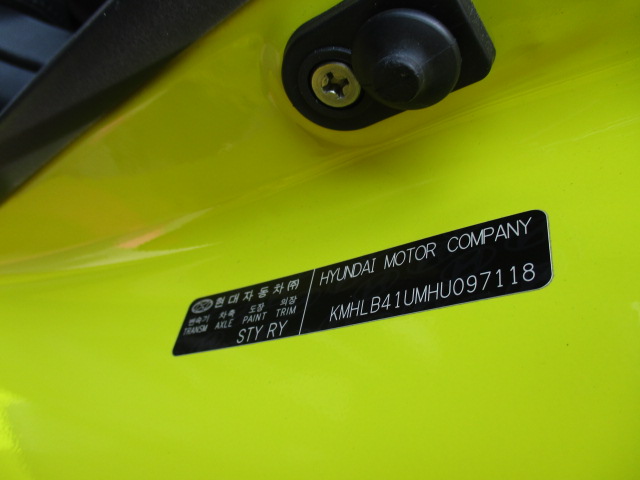 현대자동차㈜
변속기 차축 도장 의장
TRANSM AXLE PAINT TRIM
STY RY
HYUNDAI MOTOR COMPANY
KMHLB41UMHU097118